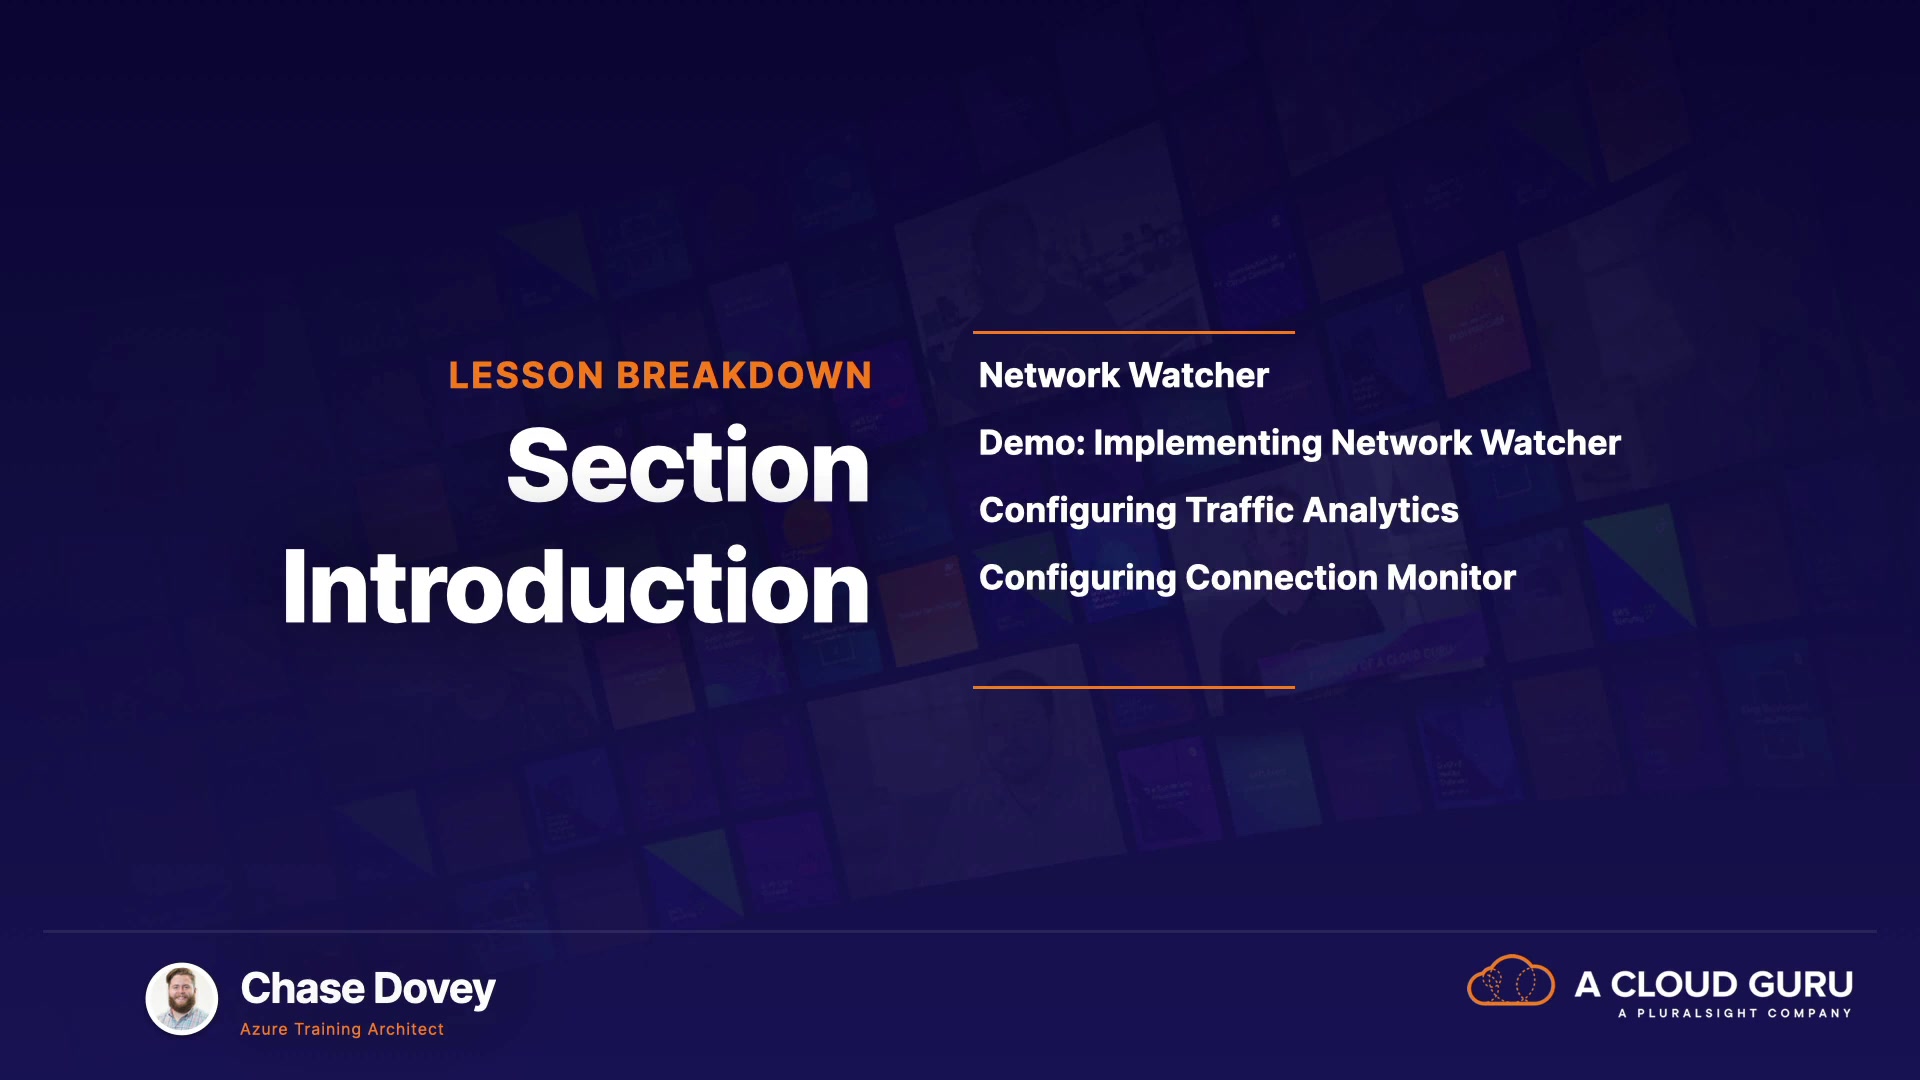 LESSON BREAKDOWN
Section
Introduction
Network Watcher
Demo: Implementing Network Watcher
Configuring Traffic Analytics
Configuring Connection Monitor
Chase Dovey
Azure Training Architect
A CLOUD GURU
A PLURALSIGHT COMPANY